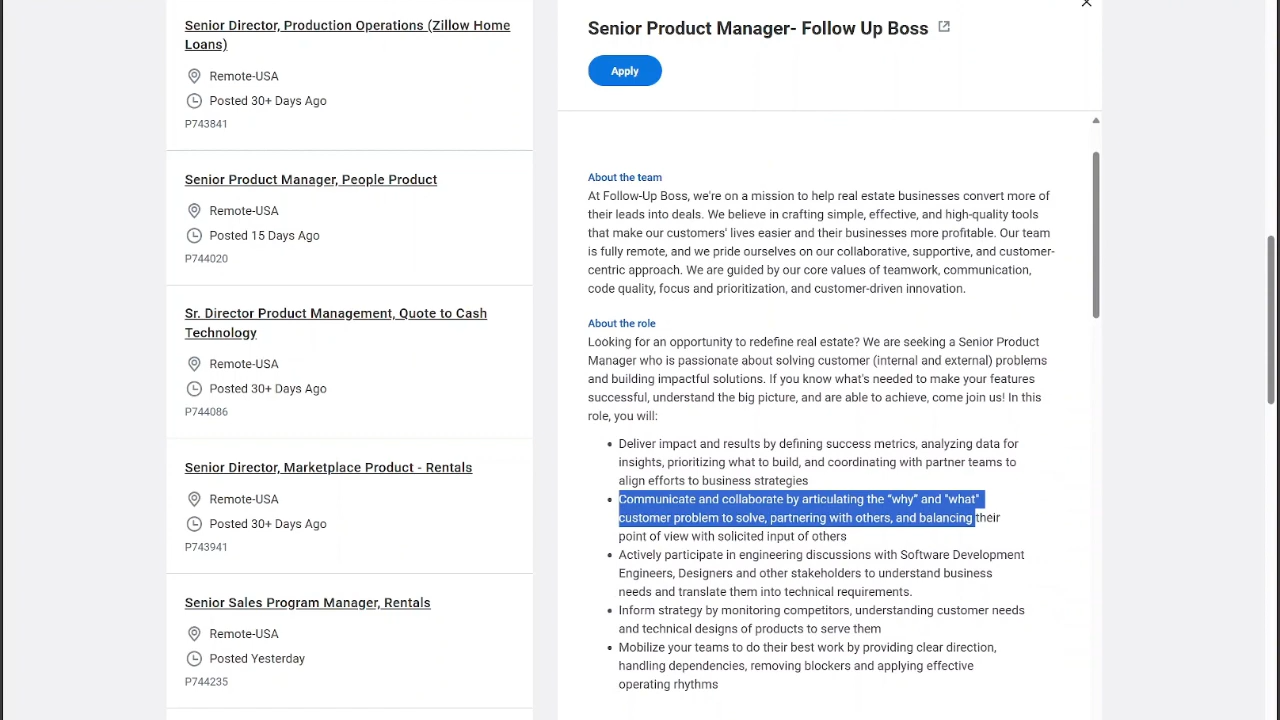 Senior Director, Production Operations (Zillow Home
Loans)
Remote-USA
Posted 30+ Days Ago
P743841
Senior Product Manager, People Product
Remote-USA
Posted 15 Days Ago
P744020
Sr. Director Product Management, Quote to Cash
Technology
Remote-USA
Posted 30+ Days Ago
P744086
Senior Director, Marketplace Product - Rentals
Remote-USA
Posted 30+ Days Ago
P743941
Senior Sales Program Manager, Rentals
Remote-USA
Posted Yesterday
P744235
Senior Product Manager- Follow Up Boss
Apply
About the team
At Follow-Up Boss, we're on a mission to help real estate businesses convert more of
their leads into deals. We believe in crafting simple, effective, and high-quality tools
that make our customers' lives easier and their businesses more profitable. Our team
is fully remote, and we pride ourselves on our collaborative, supportive, and customer-
centric approach. We are guided by our core values of teamwork, communication,
code quality, focus and prioritization, and customer-driven innovation.
About the role
Looking for an opportunity to redefine real estate? We are seeking a Senior Product
Manager who is passionate about solving customer (internal and external) problems
and building impactful solutions. If you know what's needed to make your features
successful, understand the big picture, and are able to achieve, come join us! In this
role, you will:
• Deliver impact and results by defining success metrics, analyzing data for
insights, prioritizing what to build, and coordinating with partner teams to
align efforts to business strategies
• Communicate and collaborate by articulating the “why” and "what"
customer problem to solve, partnering with others, and balancing their
point of view with solicited input of others
• Actively participate in engineering discussions with Software Development
Engineers, Designers and other stakeholders to understand business
needs and translate them into technical requirements.
• Inform strategy by monitoring competitors, understanding customer needs
and technical designs of products to serve them
• Mobilize your teams to do their best work by providing clear direction,
handling dependencies, removing blockers and applying effective
operating rhythms